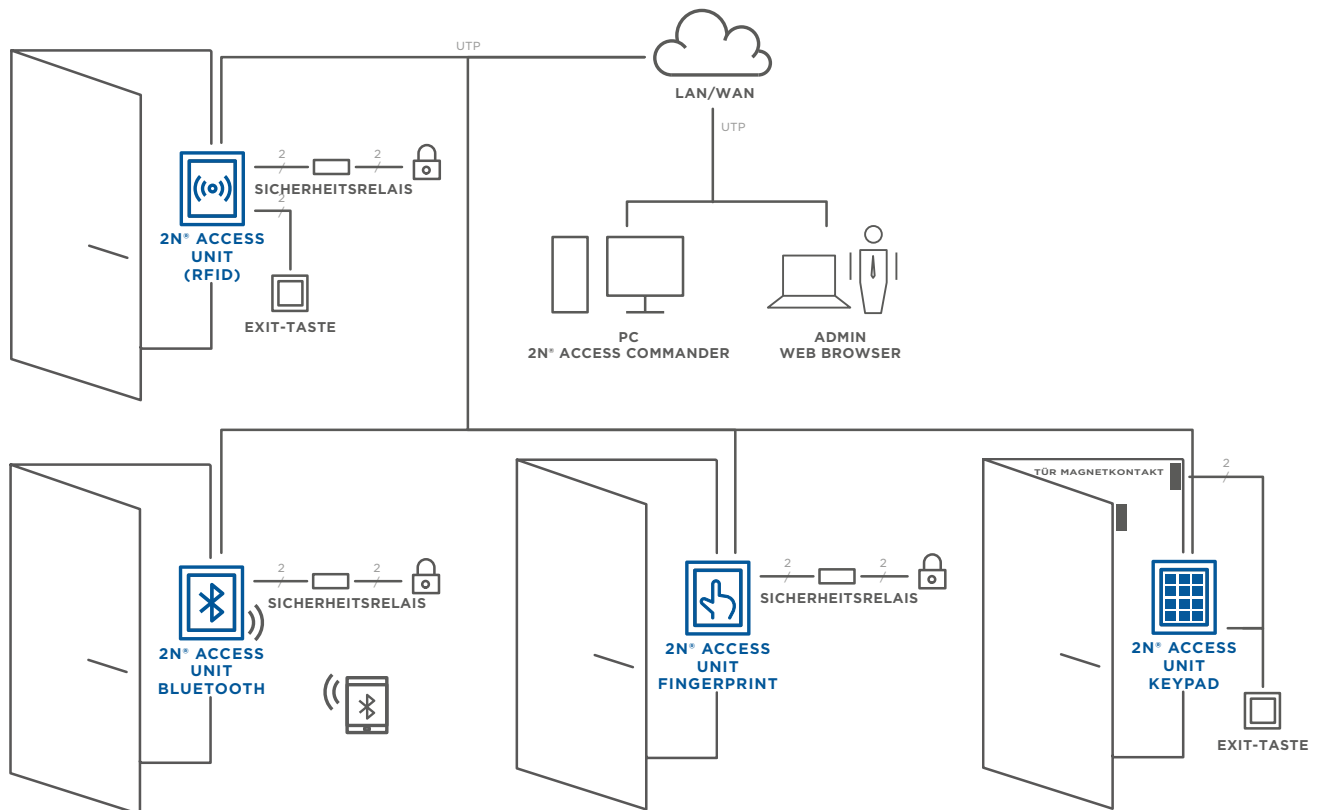 UTP
LAN/WAN
UTP
2
2
SICHERHEITSRELAIS
2
2N® ACCESS
UNIT
(RFID)
EXIT-TASTE
PC
2N® ACCESS COMMANDER
ADMIN
WEB BROWSER
TÜR MAGNETKONTAKT
2
2
2
SICHERHEITSRELAIS
2N® ACCESS
UNIT
BLUETOOTH
2
2
SICHERHEITSRELAIS
2N® ACCESS
UNIT
FINGERPRINT
2N® ACCESS
UNIT
KEYPAD
EXIT-TASTE